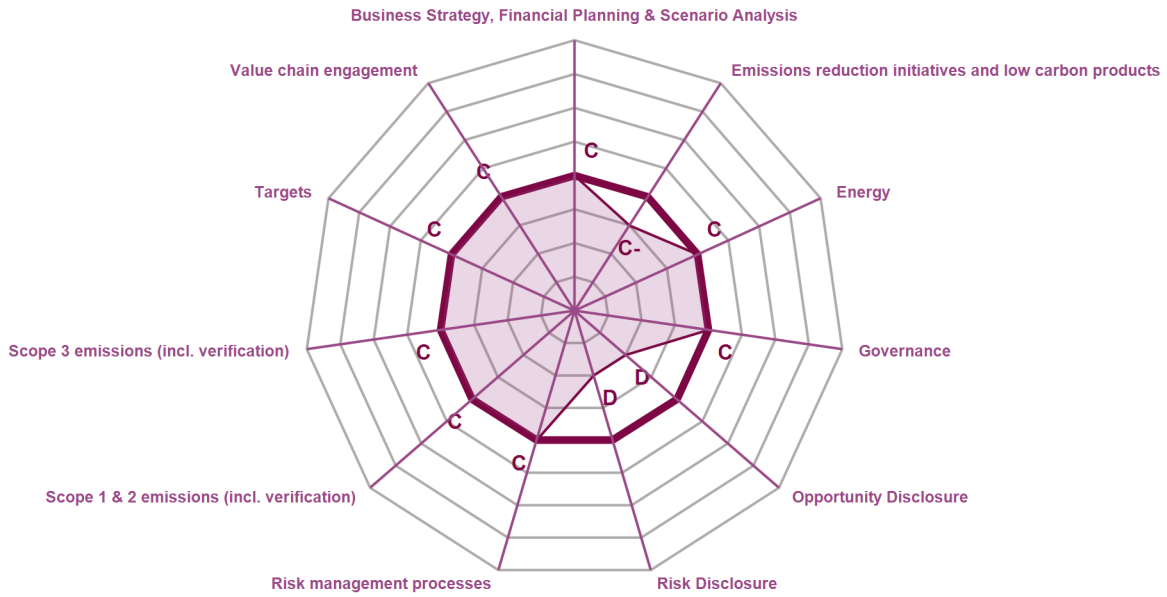 Business Strategy, Financial Planning & Scenario Analysis
Value chain engagement
Emissions reduction initiatives and low carbon products
C
C
Targets
Energy
C
C
C-
Scope 3 emissions (incl. verification)
C
C
Governance
D
D
C
C
Scope 1 & 2 emissions (incl. verification)
Opportunity Disclosure
Risk management processes
Risk Disclosure